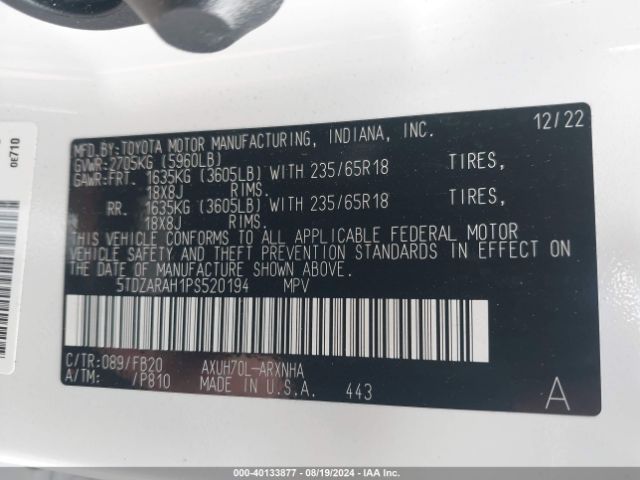 0E710
MFD.BY:TOYOTA MOTOR MANUFACTURING, INDIANA, INC. 12/22
GVWR:2705KG (5960LB)
GAWR:FRT. 1635KG (3605LB) WITH 235/65R18 TIRES,
18X8J RIMS.
RR. 1635KG (3605LB) WITH 235/65R18 TIRES,
18X8J RIMS.
THIS VEHICLE CONFORMS TO ALL APPLICABLE FEDERAL MOTOR
VEHICLE SAFETY AND THEFT PREVENTION STANDARDS IN EFFECT ON
THE DATE OF MANUFACTURE SHOWN ABOVE.
5TDZARAH1PS520194 MPV
C/TR:089/FB20 AXUH70L-ARXNHA
A/TM: /P810 MADE IN U.S.A. 443 A
000-40133877 - 08/19/2024 - IAA Inc.